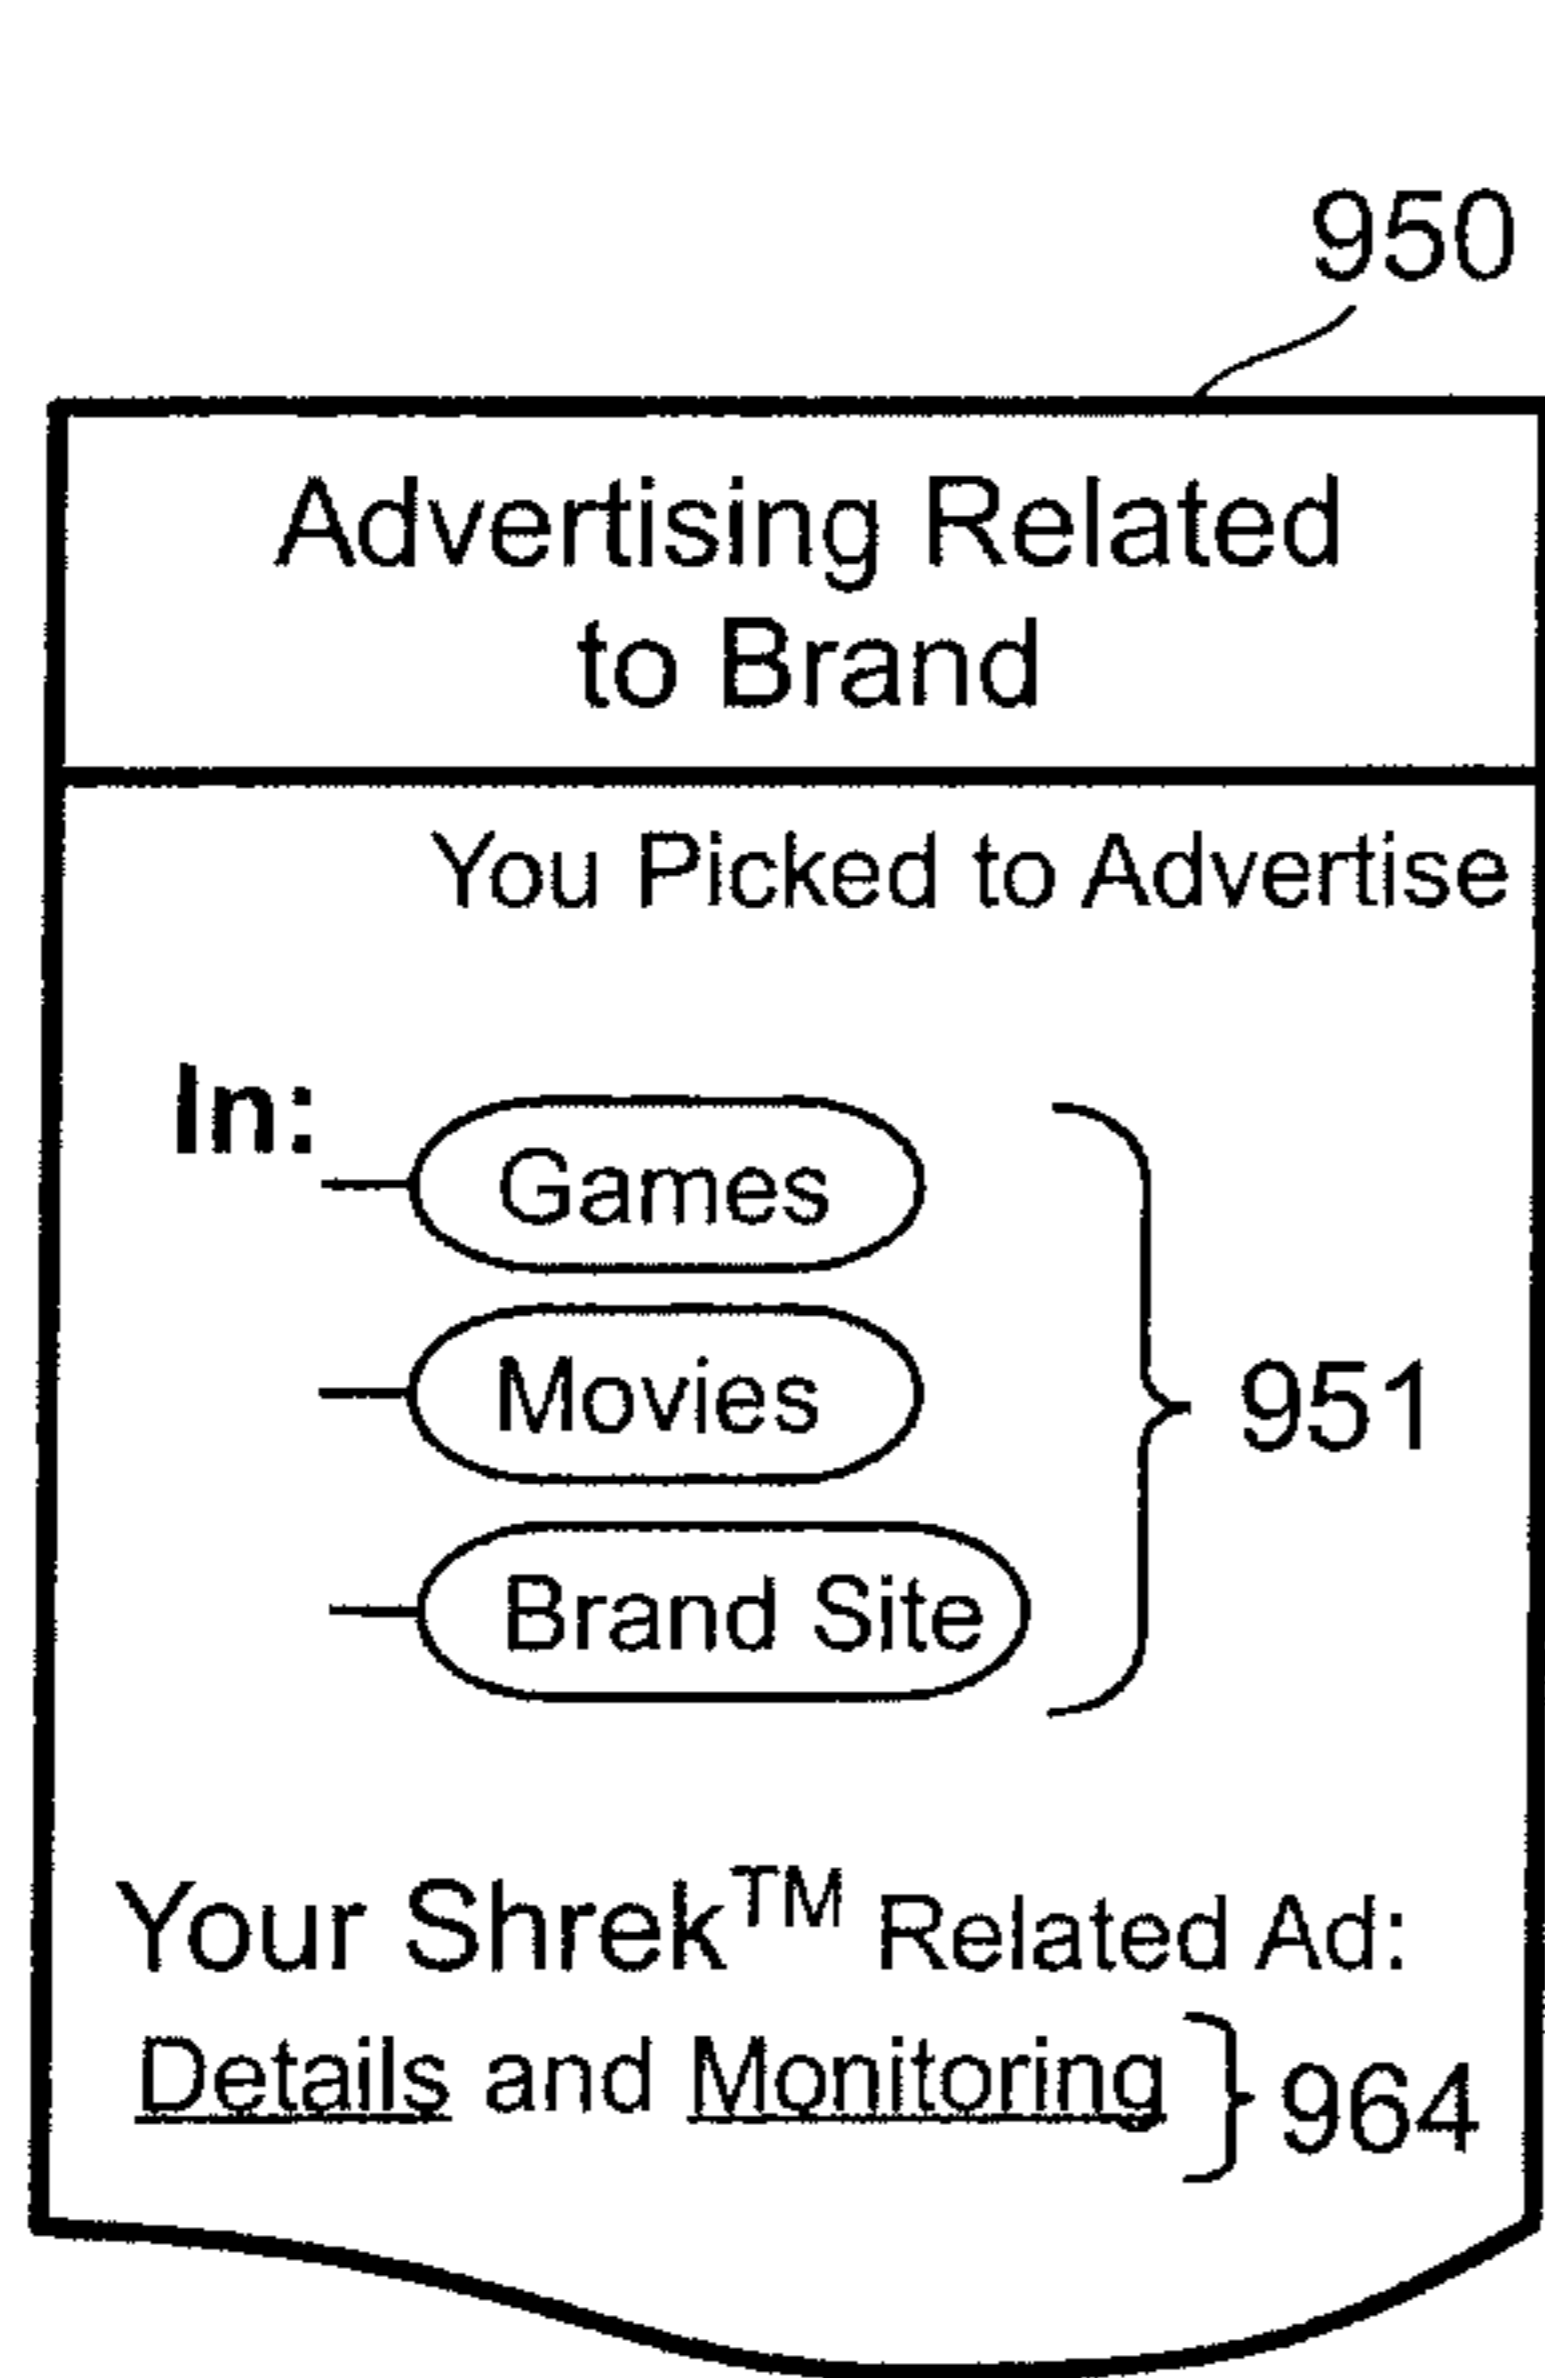 950
Advertising Related
to Brand
You Picked to Advertise
In:
Games
Movies
951
Brand Site
Your Shrek™ Related Ad:
Details and Monitoring
964